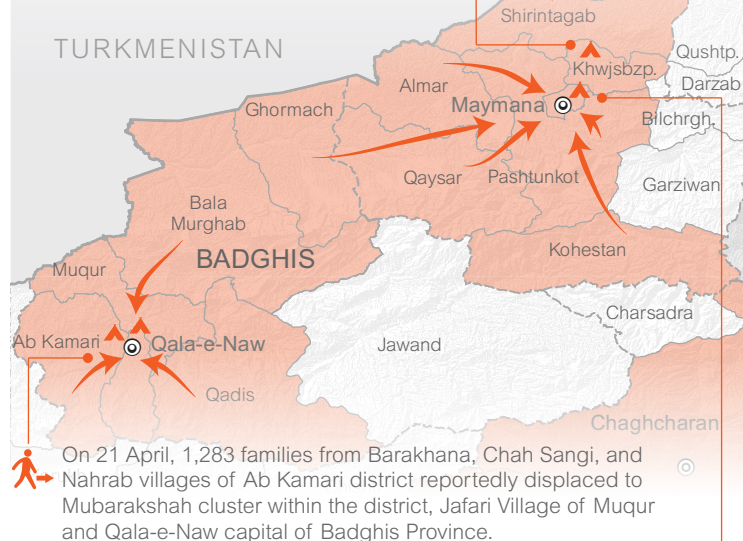 Shirintagab
TURKMENISTAN
Qushtp.
Khwjsbzp.
Darzab
Almar
Ghormach
Maymana
Bilchrgh.
Qaysar
Pashtunkot
Garziwan
Bala
Murghab
BADGHIS
Kohestan
Muqur
Charsadra
Ab Kamari
Qala-e-Naw
Jawand
Qadis
Chaghcharan
On 21 April, 1,283 families from Barakhana, Chah Sangi, and
Nahrab villages of Ab Kamari district reportedly displaced to
Mubarakshah cluster within the district, Jafari Village of Muqur
and Qala-e-Naw capital of Badghis Province.